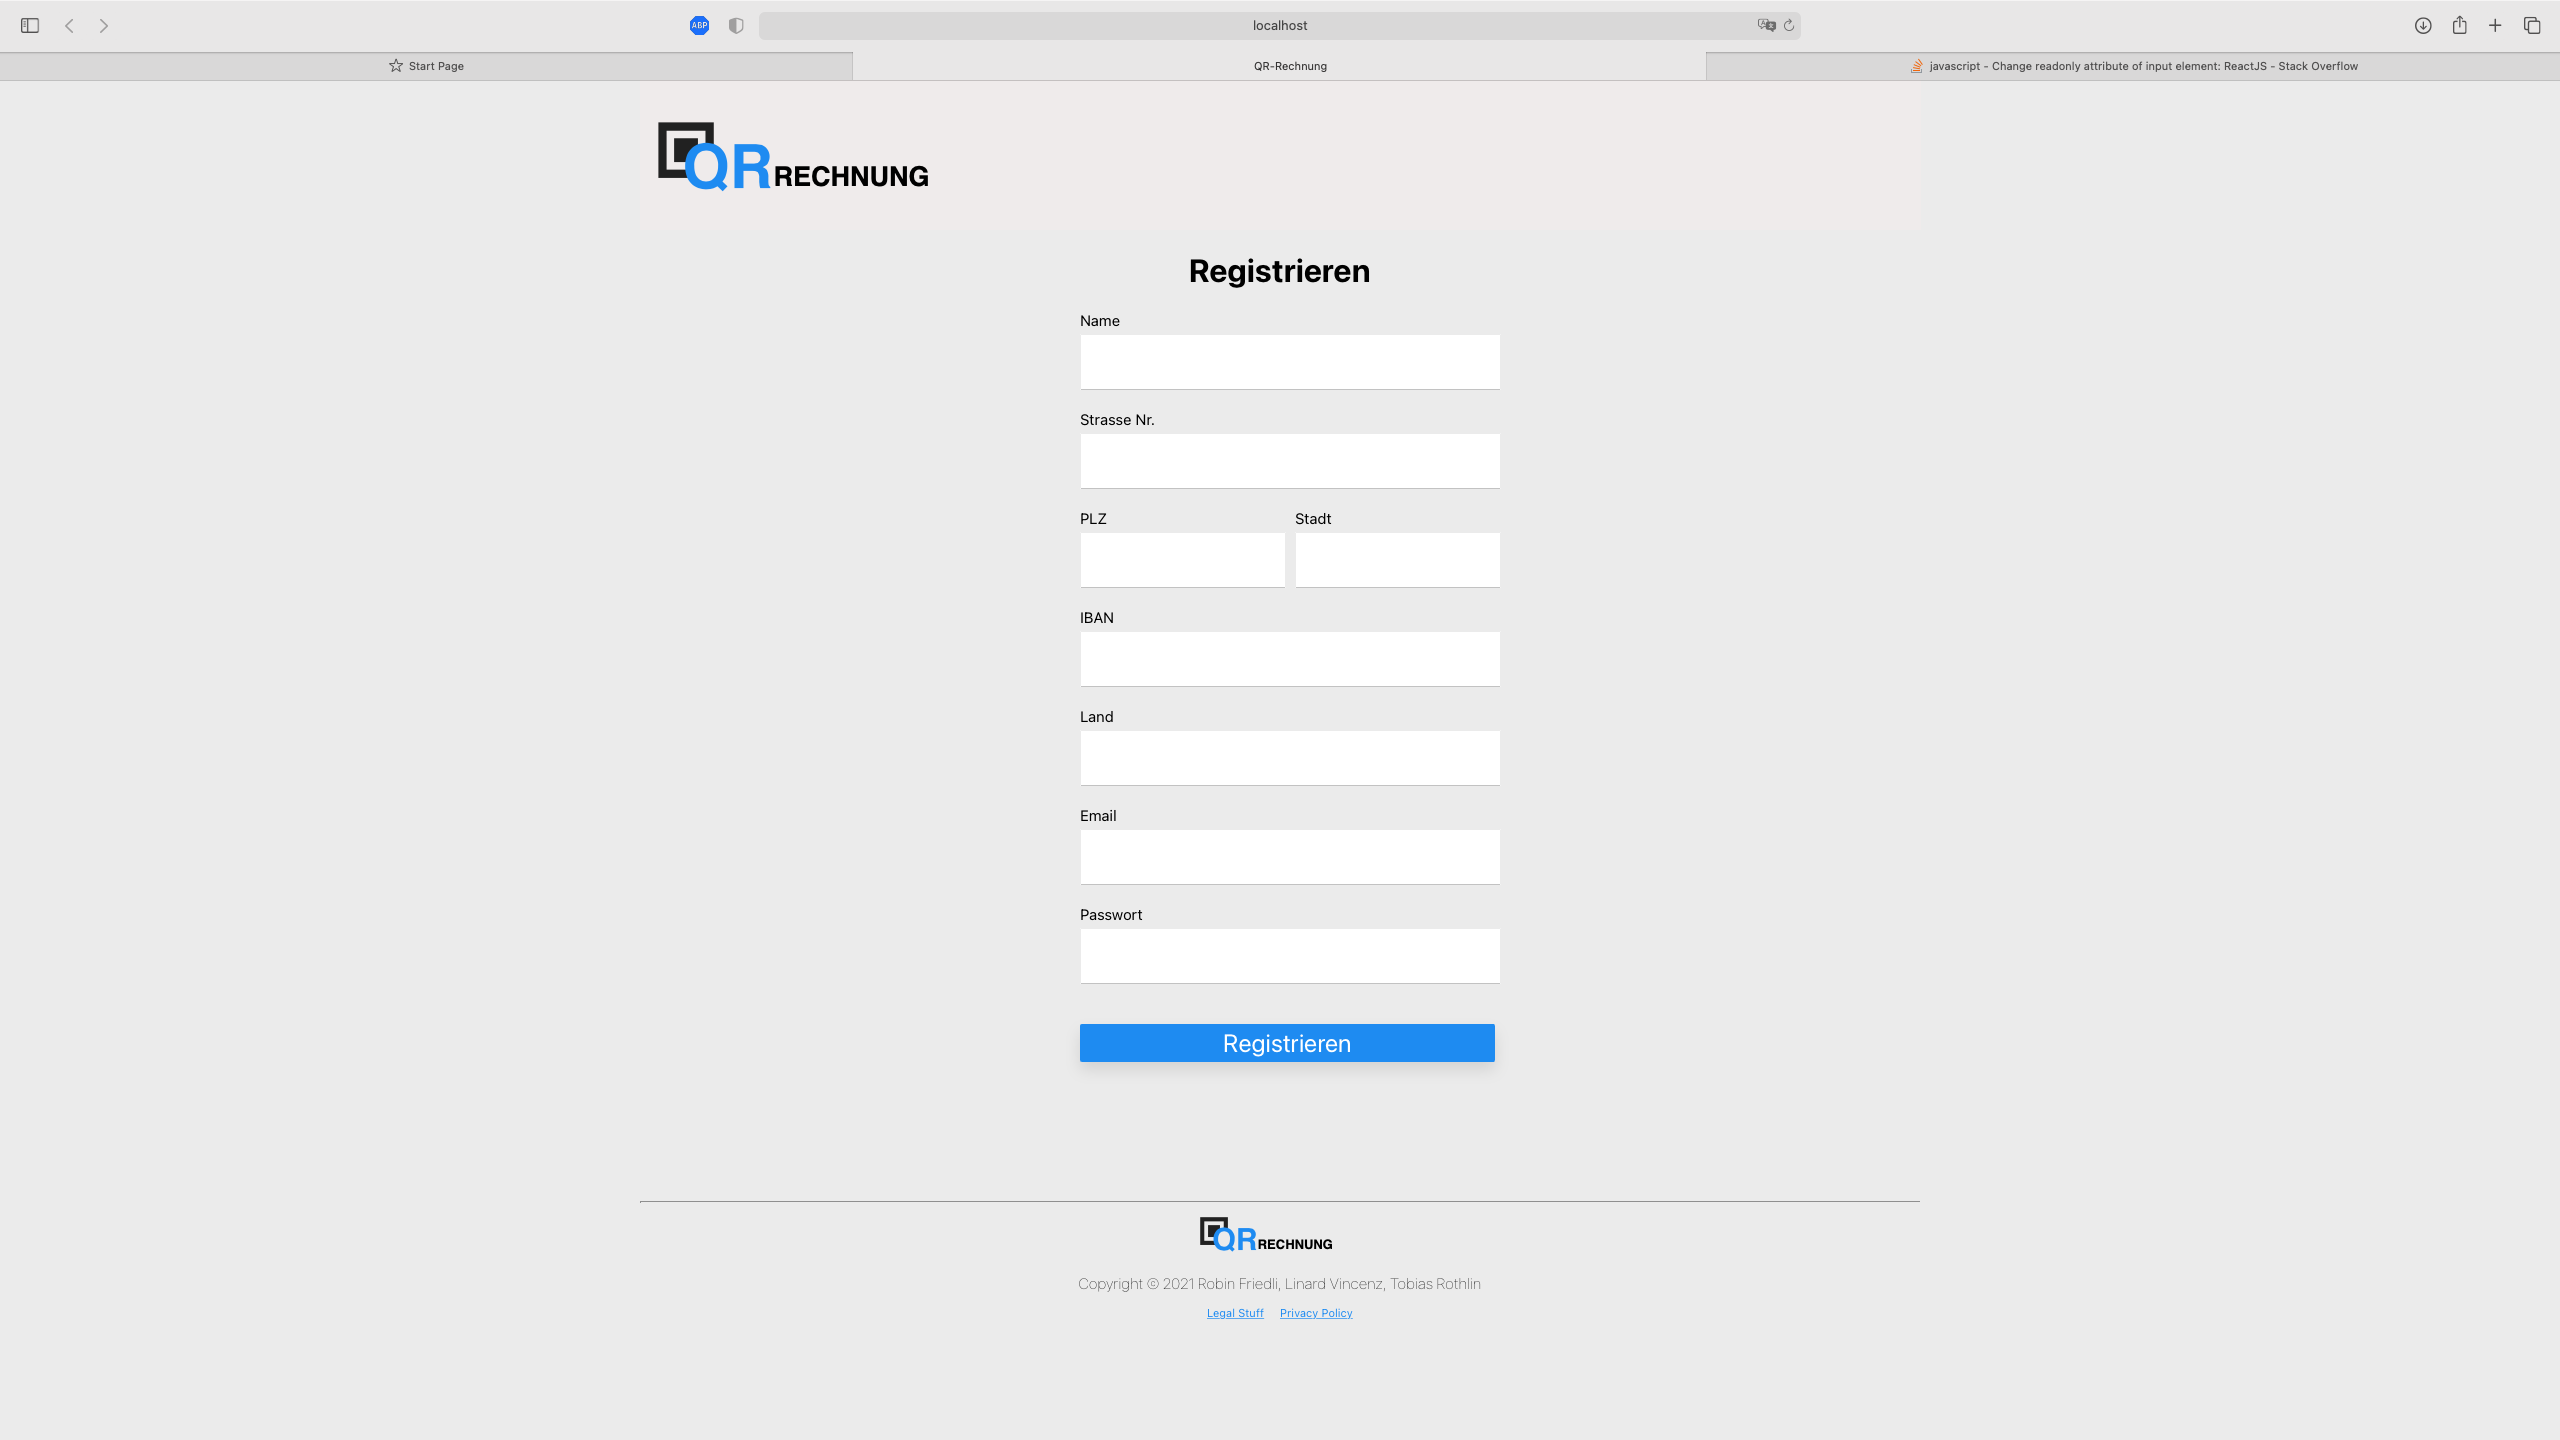 ABP
localhost
Start Page
QR-Rechnung
javascript - Change readonly attribute of input element: ReactJS - Stack Overflow
QR RECHNUNG
Registrieren
Name
Strasse Nr.
PLZ Stadt
IBAN
Land
Email
Passwort
Registrieren
QR RECHNUNG
Copyright © 2021 Robin Friedli, Linard Vincenz, Tobias Rothlin
Legal Stuff Privacy Policy